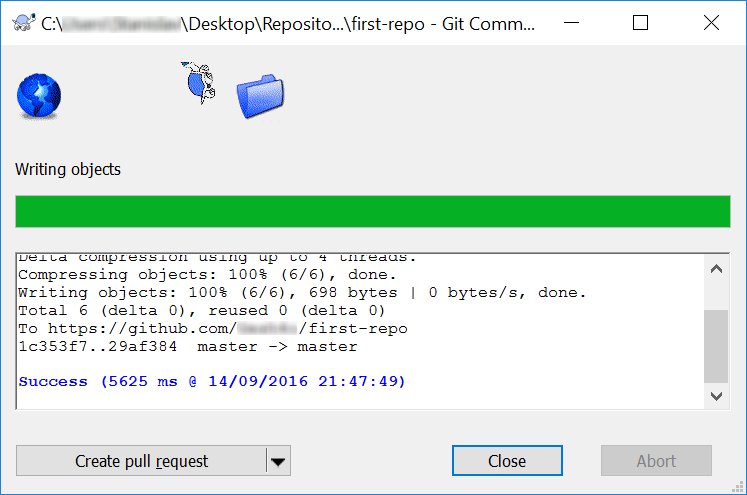 C:\ \Desktop\Reposito...\first-repo - Git Comm...
Writing objects
Delta compression using up to 4 threads.
Compressing objects: 100% (6/6), done.
Writing objects: 100% (6/6), 698 bytes | 0 bytes/s, done.
Total 6 (delta 0), reused 0 (delta 0)
To https://github.com/ /first-repo
1c353f7..29af384 master -> master
Success (5625 ms @ 14/09/2016 21:47:49)
Create pull request
Close
Abort